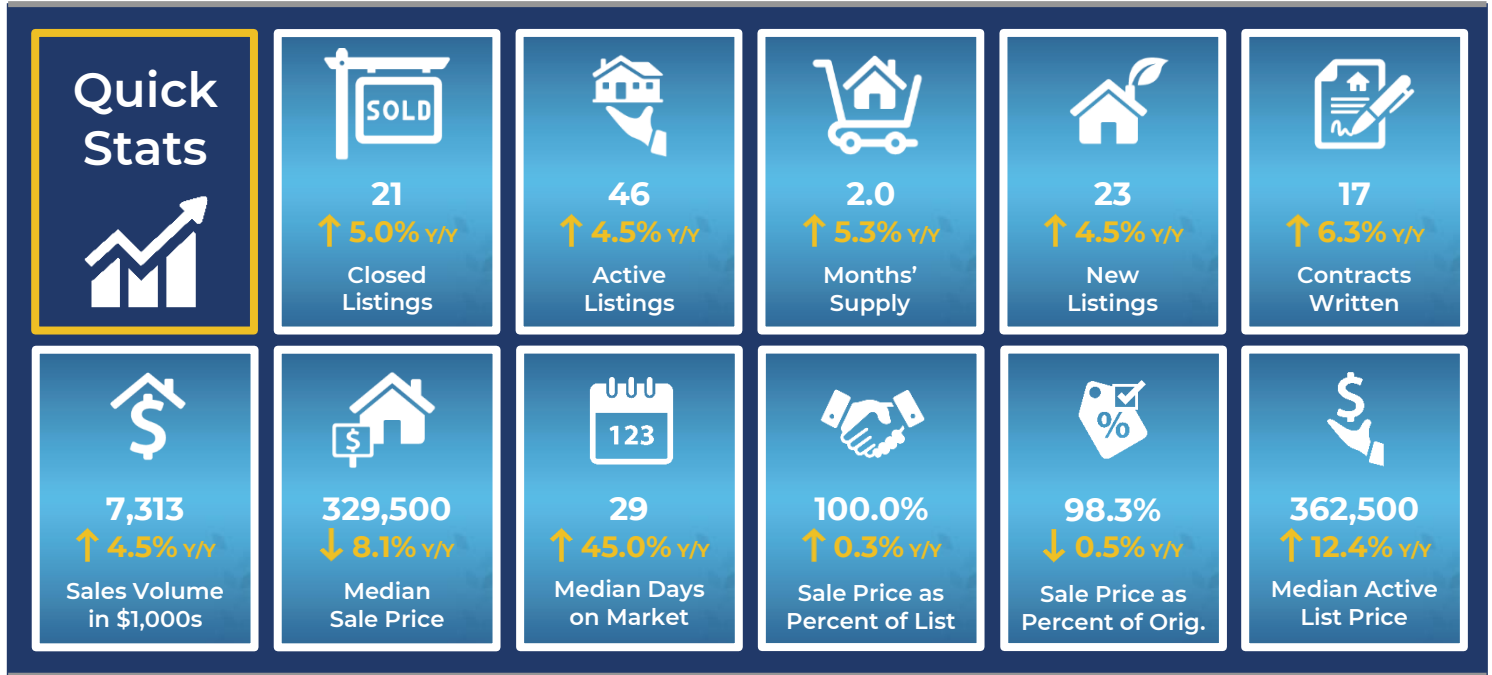 Quick
Stats
SOLD
21
↑ 5.0% Y/Y
Closed
Listings
46
↑ 4.5% Y/Y
Active
Listings
2.0
↑ 5.3% Y/Y
Months’
Supply
23
↑ 4.5% Y/Y
New
Listings
17
↑ 6.3% Y/Y
Contracts
Written
$
7,313
↑ 4.5% Y/Y
Sales Volume
in $1,000s
$
329,500
↓ 8.1% Y/Y
Median
Sale Price
123
29
↑ 45.0% Y/Y
Median Days
on Market
100.0%
↑ 0.3% Y/Y
Sale Price as
Percent of List
%
98.3%
↓ 0.5% Y/Y
Sale Price as
Percent of Orig.
$
362,500
↑ 12.4% Y/Y
Median Active
List Price